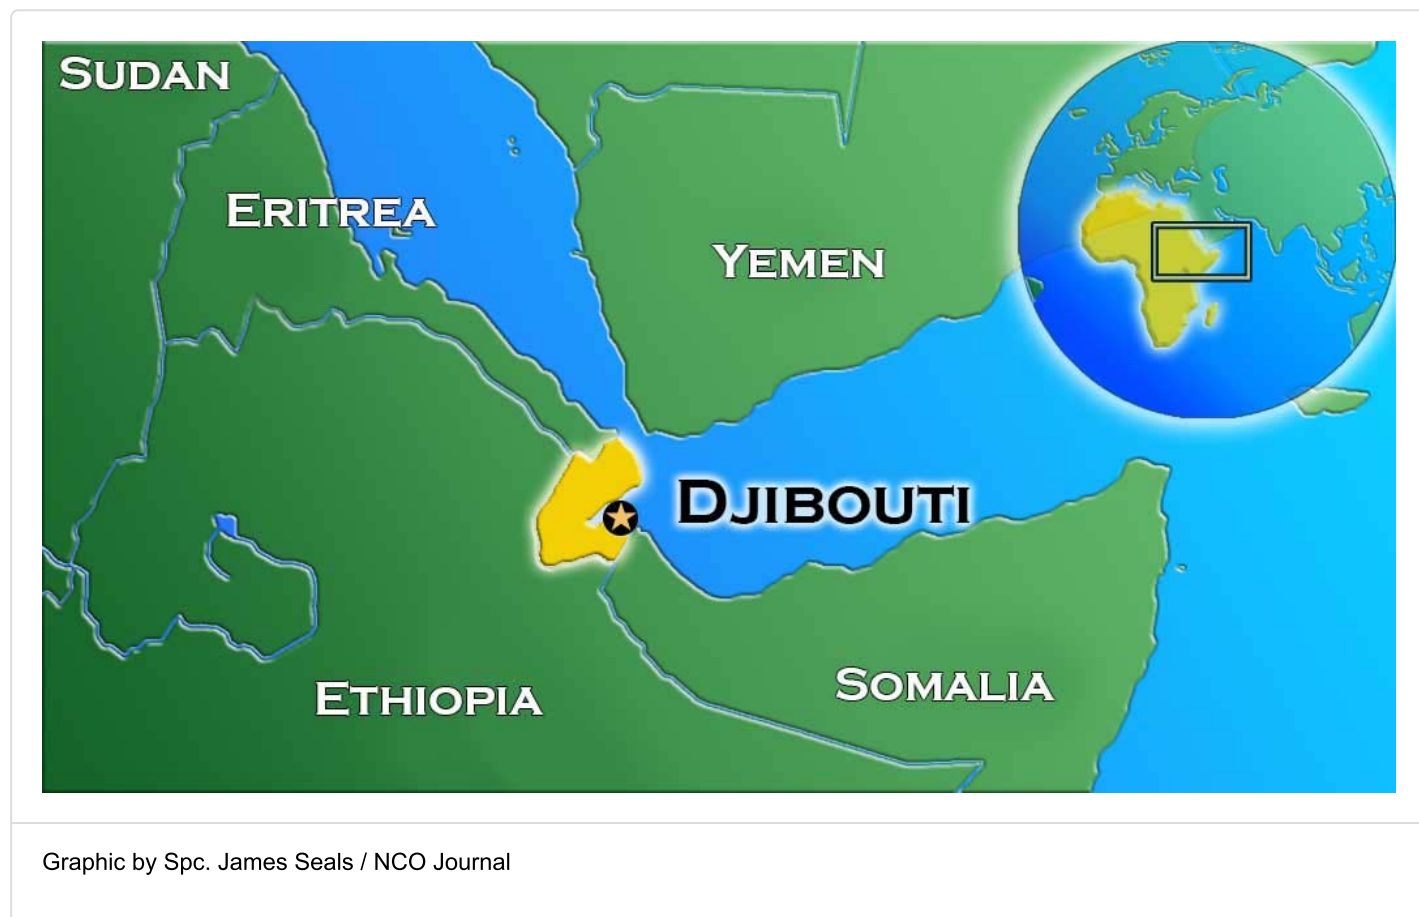 SUDAN
ERITREA
YEMEN
DJIBOUTI
ETHIOPIA
SOMALIA
Graphic by Spc. James Seals / NCO Journal